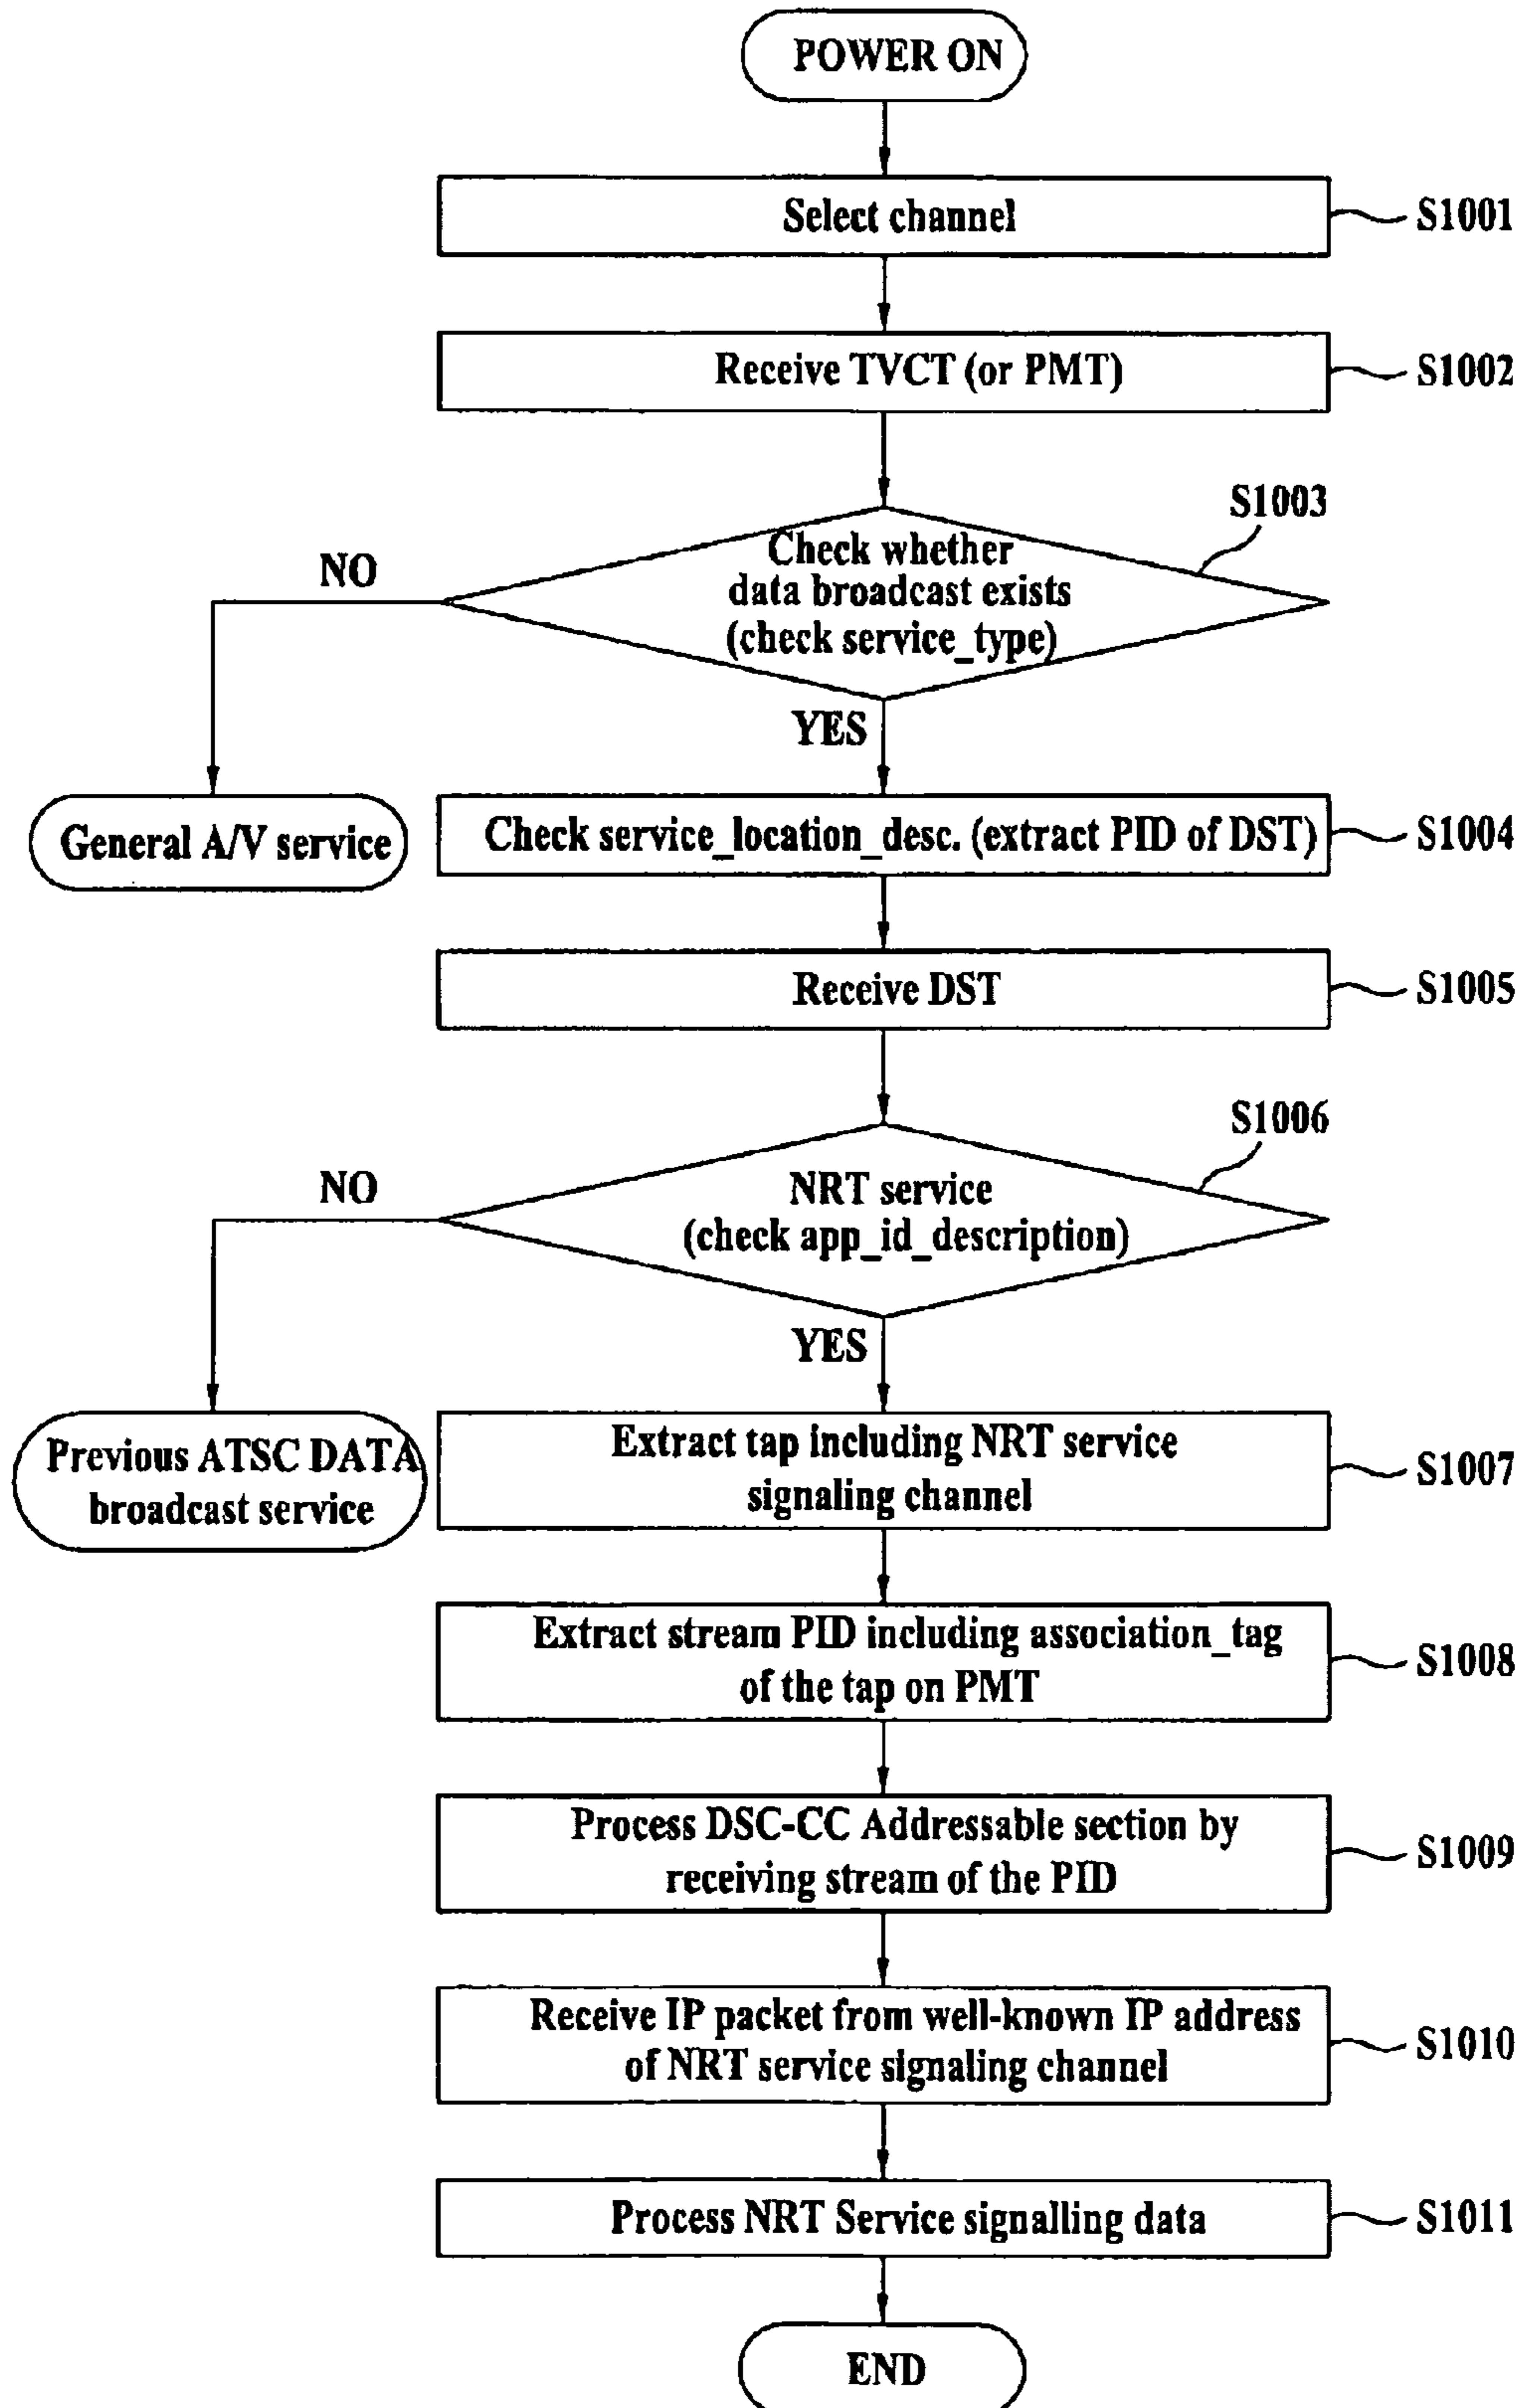 POWER ON
Select channel
S1001
Receive TVCT (or PMT)
S1002
S1003
Check whether
data broadcast exists
(check service_type)
NO
YES
General A/V service
Check service_location_desc. (extract PID of DST)
S1004
Receive DST
S1005
S1006
NRT service
(check app_id_description)
NO
YES
Previous ATSC DATA
broadcast service
Extract tap including NRT service
signaling channel
S1007
Extract stream PID including association_tag
of the tap on PMT
S1008
Process DSC-CC Addressable section by
receiving stream of the PID
S1009
Receive IP packet from well-known IP address
of NRT service signaling channel
S1010
Process NRT Service signalling data
S1011
END